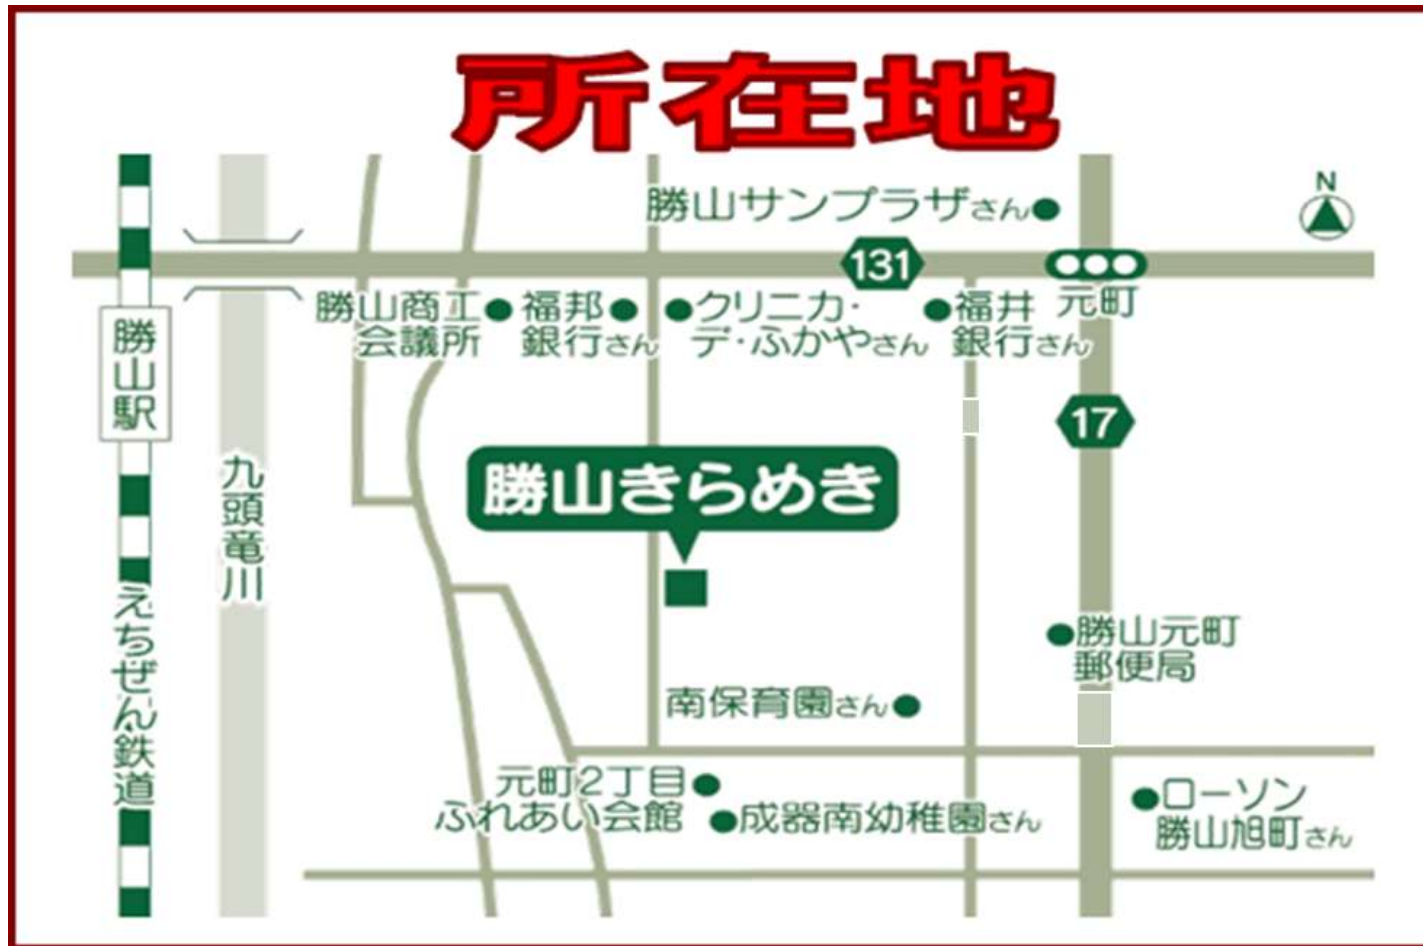 所在地
N
勝山サンプラザさん
131
勝山商工
会議所
福邦
銀行さん
クリニカ・
デ・ふかやさん
福井
銀行さん
元町
勝山駅
17
九頭竜川
勝山きらめき
えちぜん鉄道
勝山元町
郵便局
南保育園さん
元町2丁目
ふれあい会館
成器南幼稚園さん
ローソン
勝山旭町さん